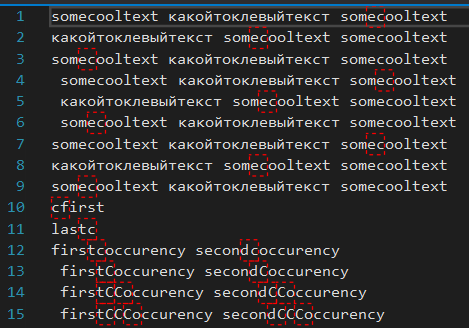 1 somecooltext какойтоклевыйтекст somecooltext
2 какойтоклевыйтекст somecooltext somecooltext
3 somecooltext какойтоклевыйтекст somecooltext
4 somecooltext какойтоклевыйтекст somecooltext
5 какойтоклевыйтекст somecooltext somecooltext
6 somecooltext какойтоклевыйтекст somecooltext
7 somecooltext какойтоклевыйтекст somecooltext
8 какойтоклевыйтекст somecooltext somecooltext
9 somecooltext какойтоклевыйтекст somecooltext
10 cfirst
11 lastc
12 firstcoccurency secondcoccurency
13 firstCoccurency secondCoccurency
14 firstCCoccurency secondCCoccurency
15 firstCCCoccurency secondCCCoccurency